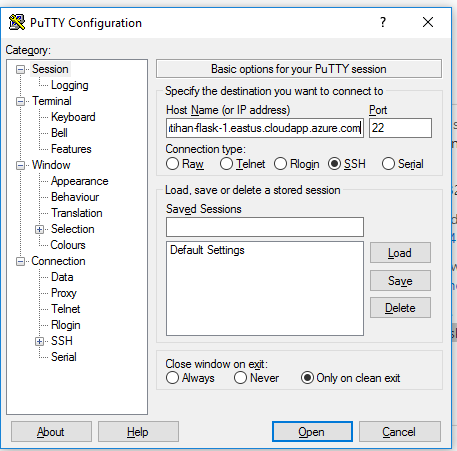 PuTTY Configuration
Category:
Session
Logging
Terminal
Keyboard
Bell
Features
Window
Appearance
Behaviour
Translation
Selection
Colours
Connection
Data
Proxy
Telnet
Rlogin
SSH
Serial
Basic options for your PuTTY session
Specify the destination you want to connect to
Host Name (or IP address) Port
tihan-flask-1.eastus.cloudapp.azure.com 22
Connection type:
Raw Telnet Rlogin SSH Serial
Load, save or delete a stored session
Saved Sessions
Default Settings
Load
Save
Delete
Close window on exit:
Always Never Only on clean exit
About Help Open Cancel